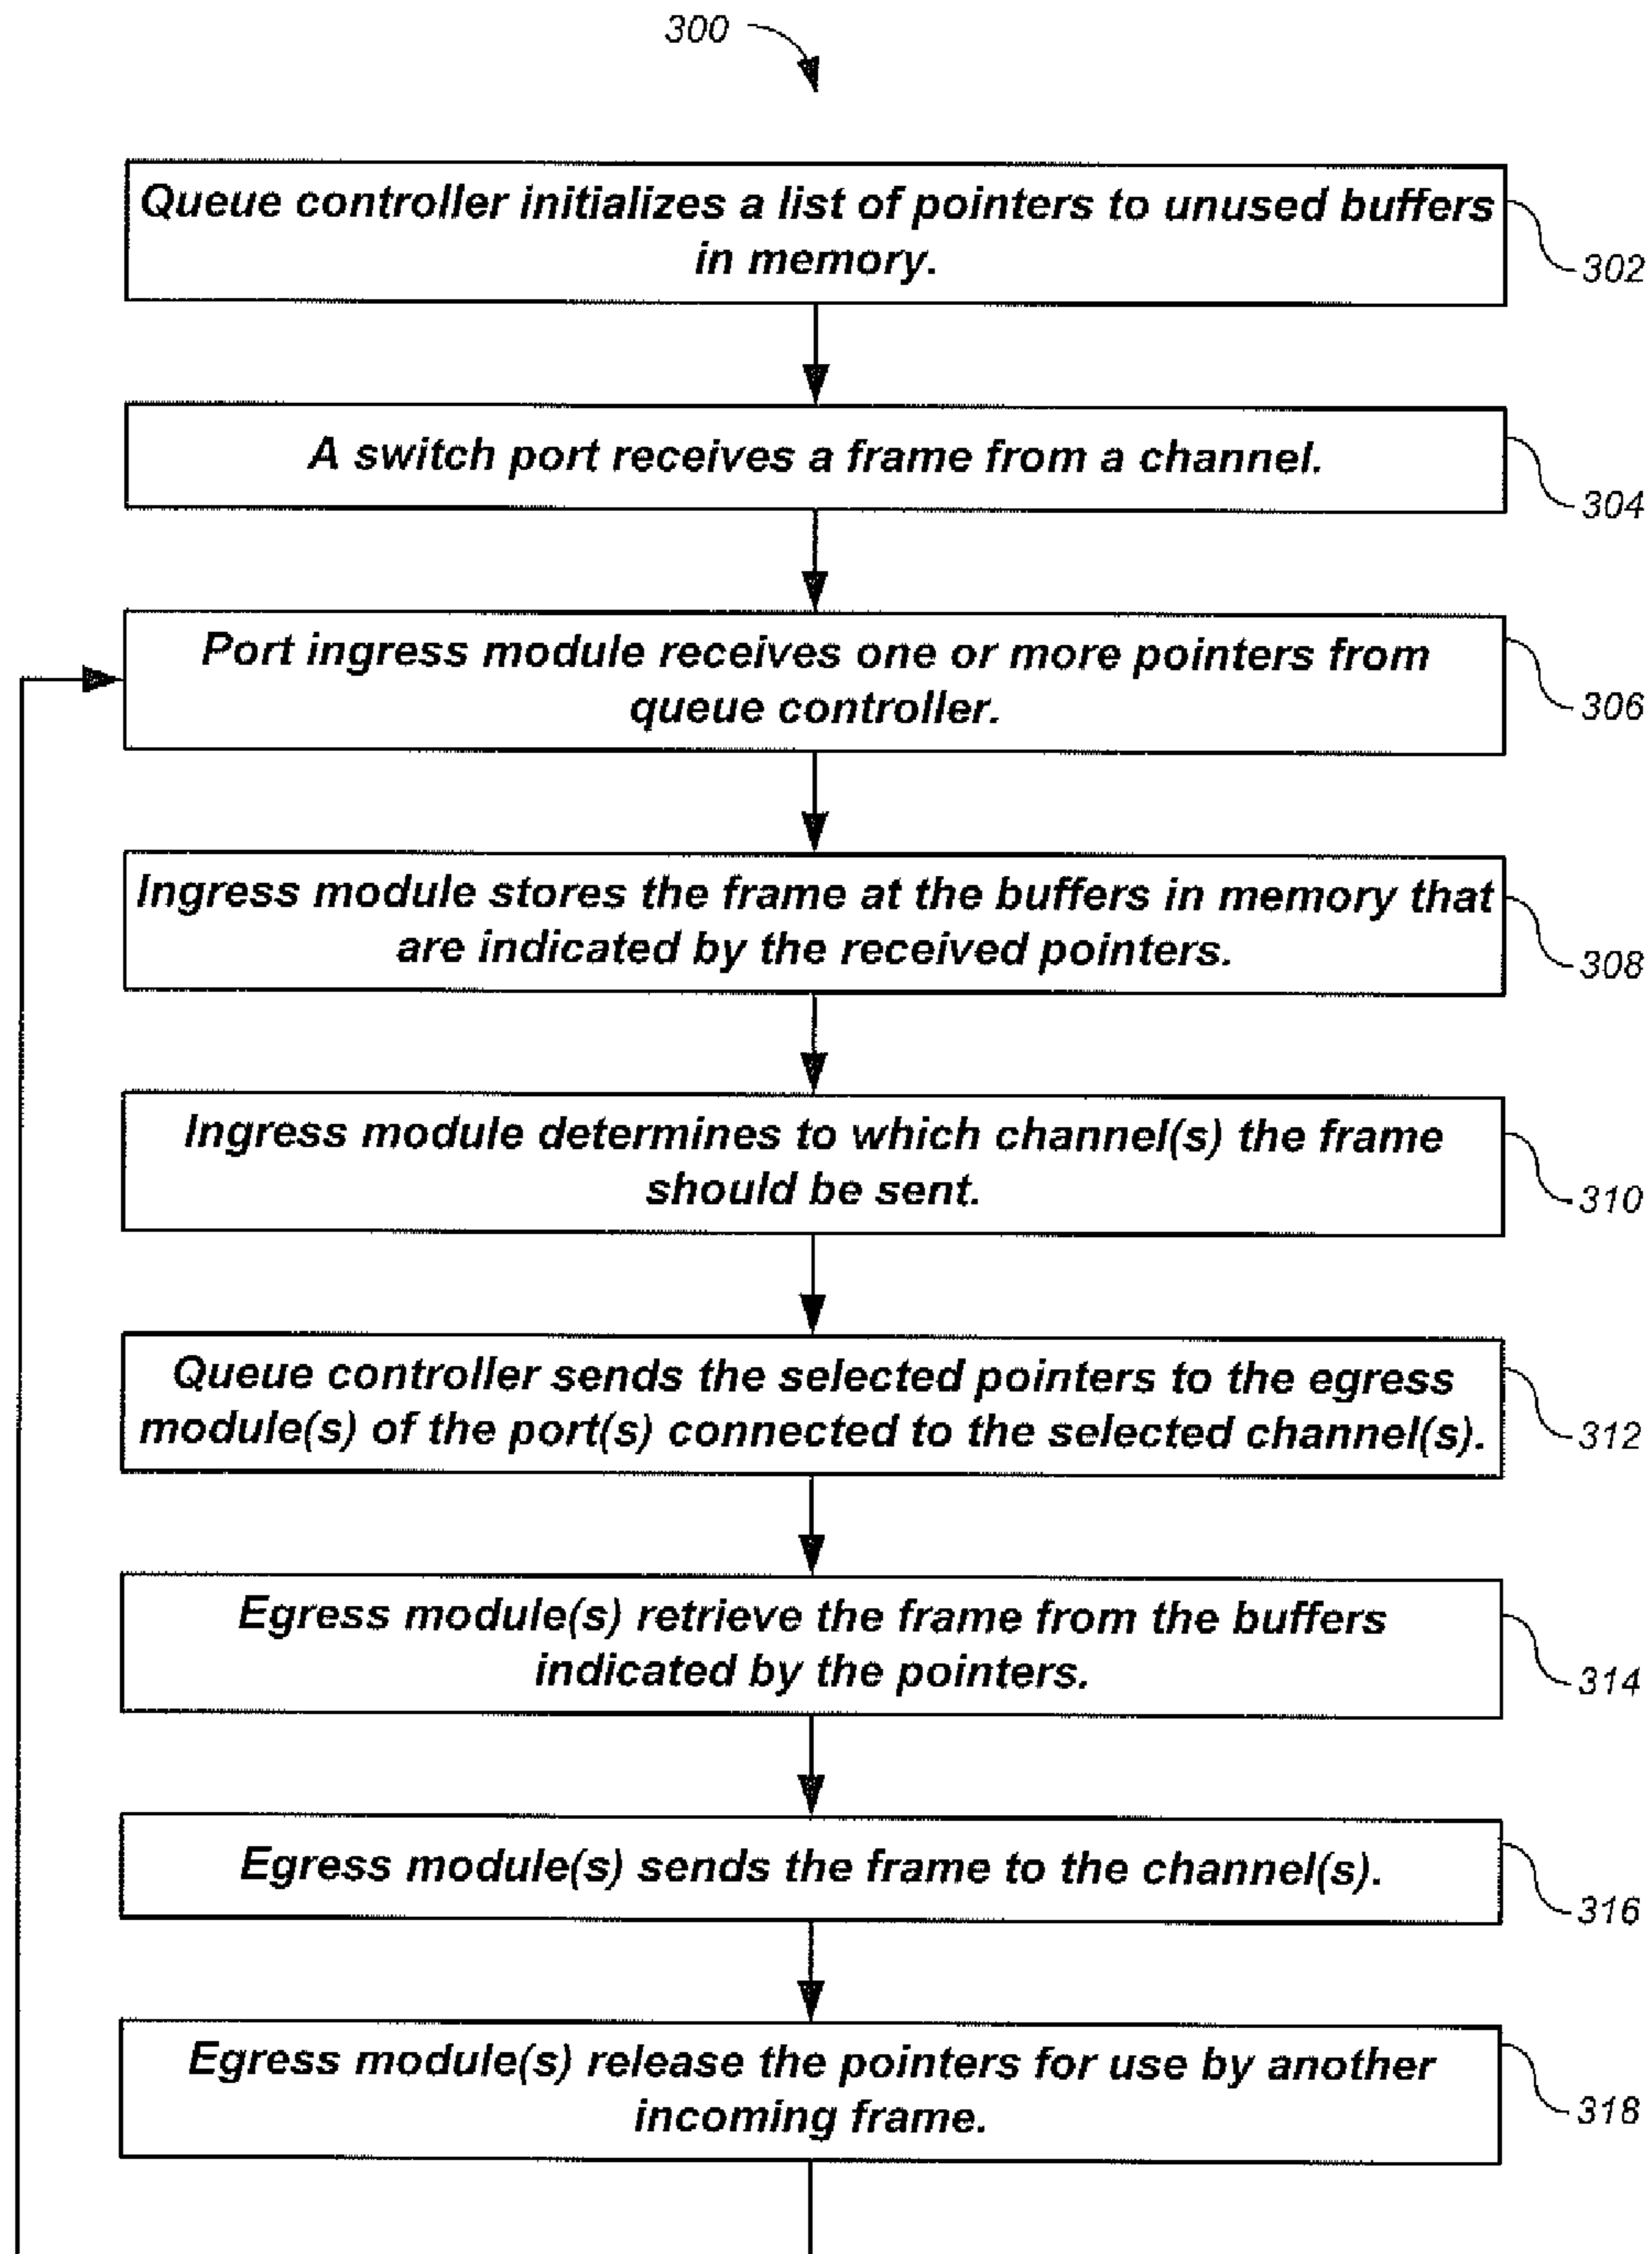 300
Queue controller initializes a list of pointers to unused buffers
in memory.
302
A switch port receives a frame from a channel.
304
Port ingress module receives one or more pointers from
queue controller.
306
Ingress module stores the frame at the buffers in memory that
are indicated by the received pointers.
308
Ingress module determines to which channel(s) the frame
should be sent.
310
Queue controller sends the selected pointers to the egress
module(s) of the port(s) connected to the selected channel(s).
312
Egress module(s) retrieve the frame from the buffers
indicated by the pointers.
314
Egress module(s) sends the frame to the channel(s).
316
Egress module(s) release the pointers for use by another
incoming frame.
318